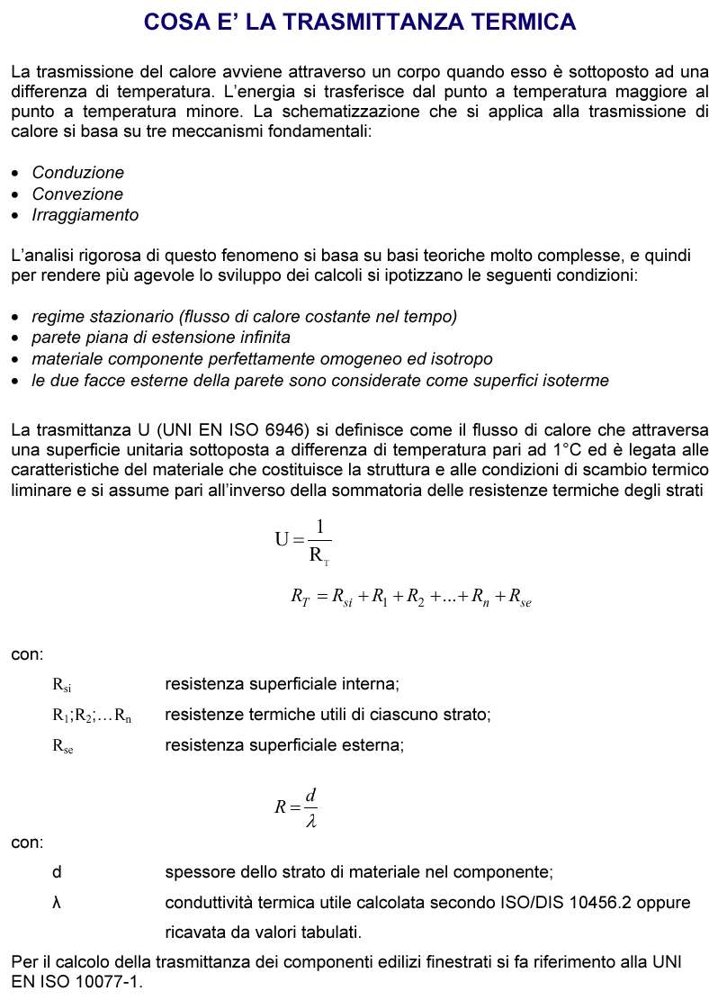 COSA E’ LA TRASMITTANZA TERMICA
La trasmissione del calore avviene attraverso un corpo quando esso è sottoposto ad una
differenza di temperatura. L’energia si trasferisce dal punto a temperatura maggiore al
punto a temperatura minore. La schematizzazione che si applica alla trasmissione di
calore si basa su tre meccanismi fondamentali:
• Conduzione
• Convezione
• Irraggiamento
L’analisi rigorosa di questo fenomeno si basa su basi teoriche molto complesse, e quindi
per rendere più agevole lo sviluppo dei calcoli si ipotizzano le seguenti condizioni:
• regime stazionario (flusso di calore costante nel tempo)
• parete piana di estensione infinita
• materiale componente perfettamente omogeneo ed isotropo
• le due facce esterne della parete sono considerate come superfici isoterme
La trasmittanza U (UNI EN ISO 6946) si definisce come il flusso di calore che attraversa
una superficie unitaria sottoposta a differenza di temperatura pari ad 1°C ed è legata alle
caratteristiche del materiale che costituisce la struttura e alle condizioni di scambio termico
liminare e si assume pari all’inverso della sommatoria delle resistenze termiche degli strati
U = 1 / R_T
R_T = R_si + R_1 + R_2 + ... + R_n + R_se
con:
R_si resistenza superficiale interna;
R_1;R_2;…R_n resistenze termiche utili di ciascuno strato;
R_se resistenza superficiale esterna;
R = d / λ
con:
d spessore dello strato di materiale nel componente;
λ conduttività termica utile calcolata secondo ISO/DIS 10456.2 oppure
ricavata da valori tabulati.
Per il calcolo della trasmittanza dei componenti edilizi finestrati si fa riferimento alla UNI
EN ISO 10077-1.